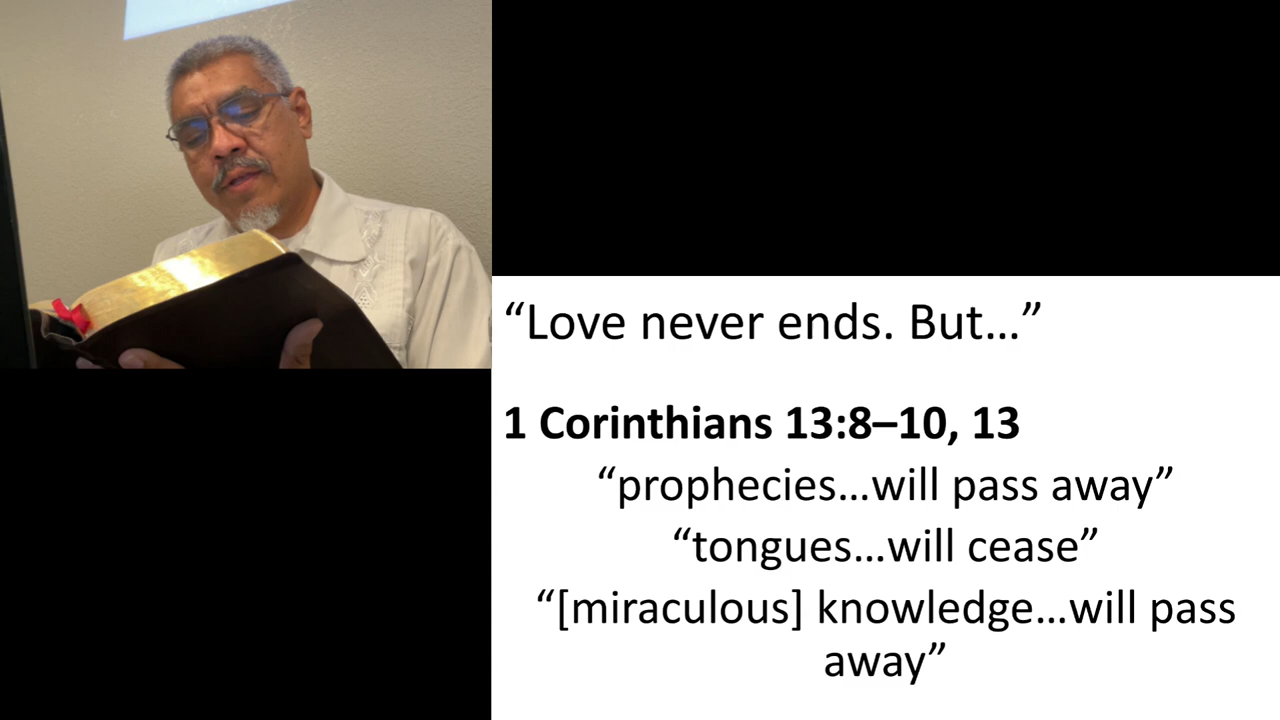 “Love never ends. But…”
1 Corinthians 13:8–10, 13
“prophecies…will pass away”
“tongues…will cease”
“[miraculous] knowledge…will pass
away”